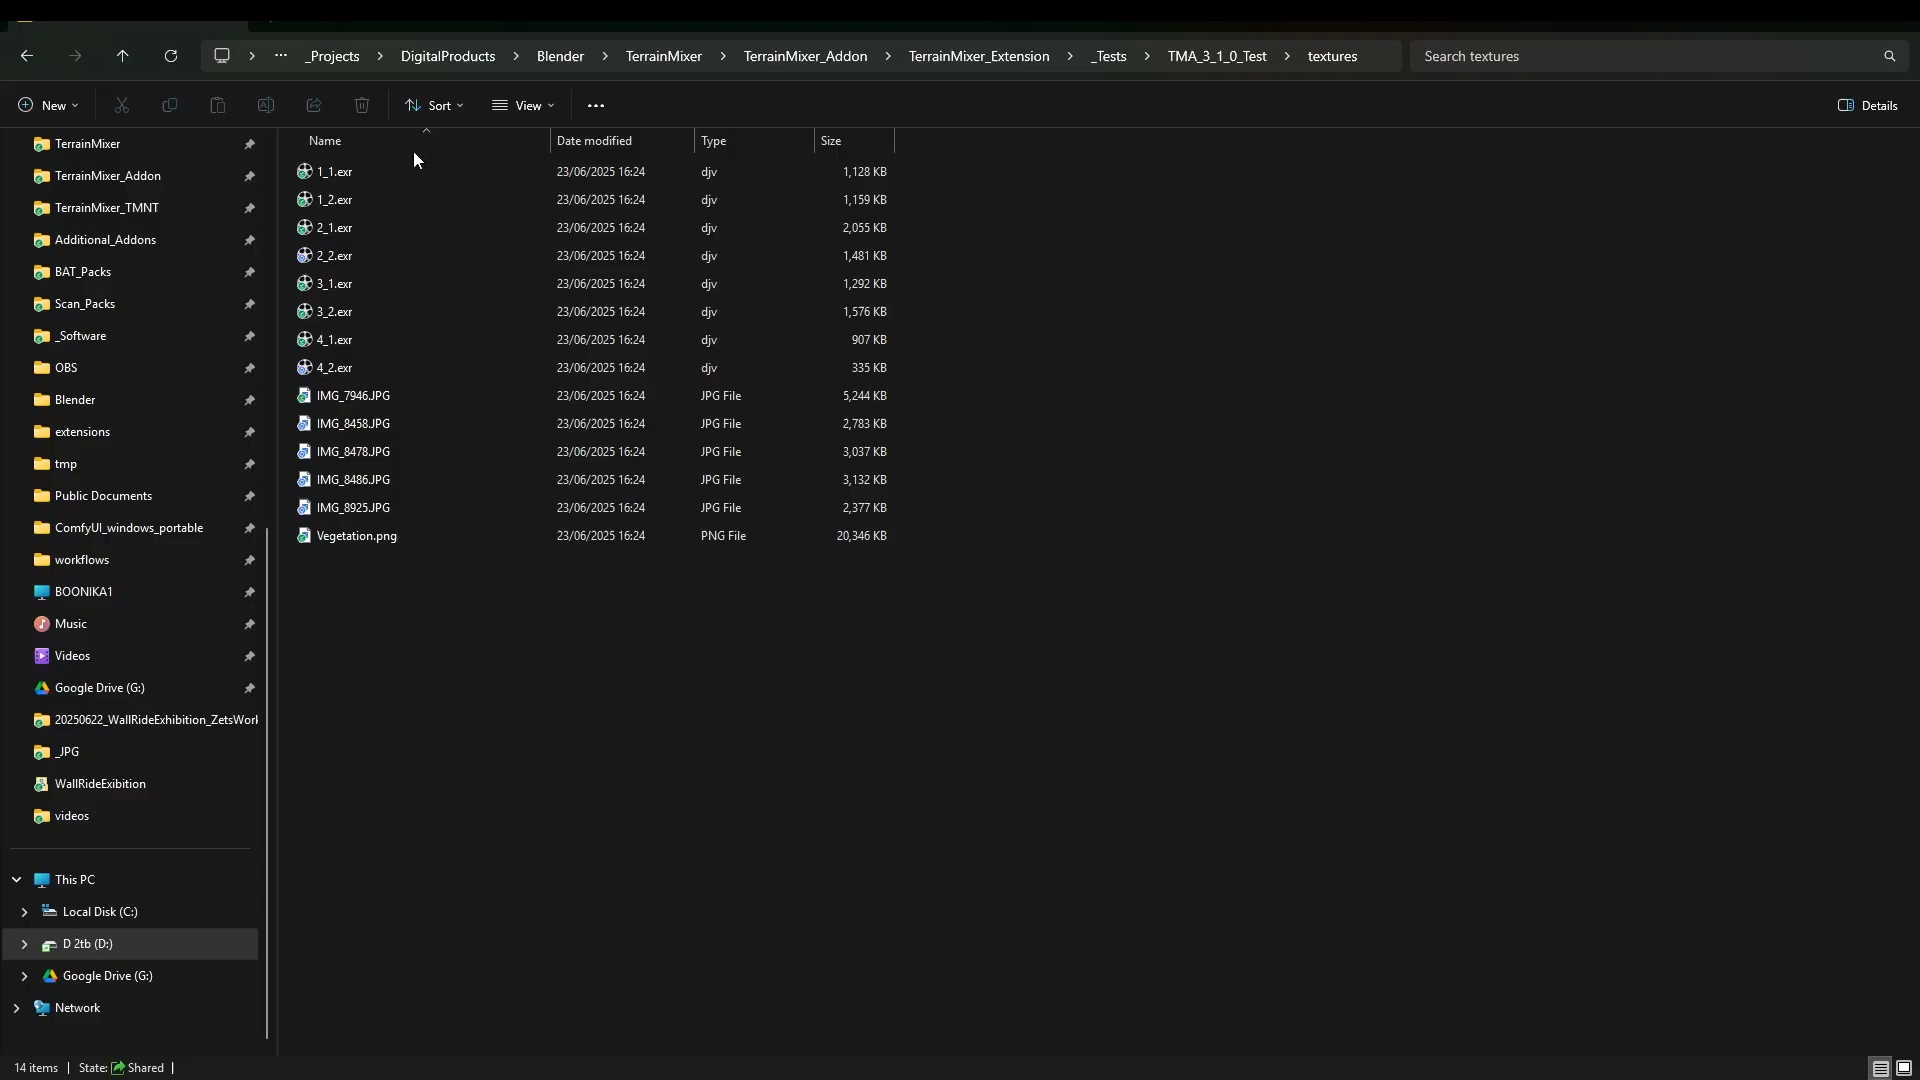 _Projects DigitalProducts Blender TerrainMixer TerrainMixer_Addon TerrainMixer_Extension _Tests TMA_3_1_0_Test textures Search textures
New Sort View Details
TerrainMixer
TerrainMixer_Addon
TerrainMixer_TMNT
Additional_Addons
BAT_Packs
Scan_Packs
_Software
OBS
Blender
extensions
tmp
Public Documents
ComfyUI_windows_portable
workflows
BOONIKA1
Music
Videos
Google Drive (G:)
20250622_WallRideExhibition_ZetsWork
_JPG
WallRideExibition
videos
This PC
Local Disk (C:)
D 2tb (D:)
Google Drive (G:)
Network
Name Date modified Type Size
1_1.exr 23/06/2025 16:24 djv 1,128 KB
1_2.exr 23/06/2025 16:24 djv 1,159 KB
2_1.exr 23/06/2025 16:24 djv 2,055 KB
2_2.exr 23/06/2025 16:24 djv 1,481 KB
3_1.exr 23/06/2025 16:24 djv 1,292 KB
3_2.exr 23/06/2025 16:24 djv 1,576 KB
4_1.exr 23/06/2025 16:24 djv 907 KB
4_2.exr 23/06/2025 16:24 djv 335 KB
IMG_7946.JPG 23/06/2025 16:24 JPG File 5,244 KB
IMG_8458.JPG 23/06/2025 16:24 JPG File 2,783 KB
IMG_8478.JPG 23/06/2025 16:24 JPG File 3,037 KB
IMG_8486.JPG 23/06/2025 16:24 JPG File 3,132 KB
IMG_8925.JPG 23/06/2025 16:24 JPG File 2,377 KB
Vegetation.png 23/06/2025 16:24 PNG File 20,346 KB
14 items State: Shared